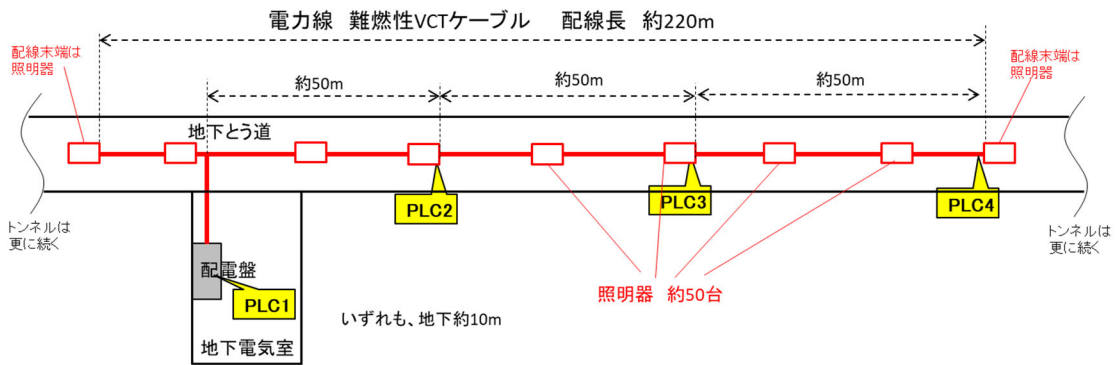 電力線　難燃性VCTケーブル　　配線長　約220m
配線末端は
照明器
配線末端は
照明器
約50m
約50m
約50m
地下とう道
PLC2
PLC3
PLC4
トンネルは
更に続く
トンネルは
更に続く
配電盤
PLC1
照明器　約50台
いずれも、地下約10m
地下電気室